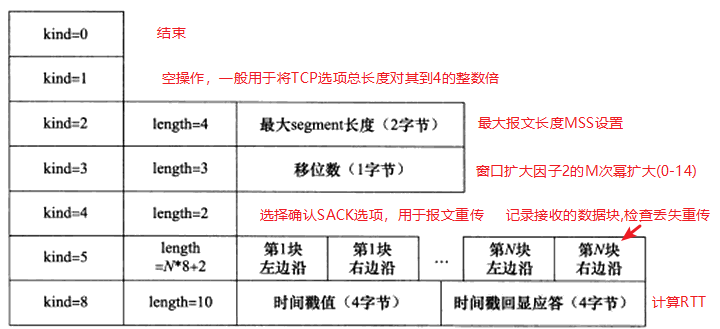 kind=0 结束
kind=1 空操作，一般用于将TCP选项总长度对其到4的整数倍
kind=2 length=4 最大segment长度（2字节） 最大报文长度MSS设置
kind=3 length=3 移位数（1字节） 窗口扩大因子2的M次幂扩大(0-14)
kind=4 length=2 选择确认SACK选项，用于报文重传 记录接收的数据块,检查丢失重传
kind=5 length =N*8+2 第1块 左边沿 第1块 右边沿 … 第N块 左边沿 第N块 右边沿
kind=8 length=10 时间戳值（4字节） 时间戳回显应答（4字节） 计算RTT